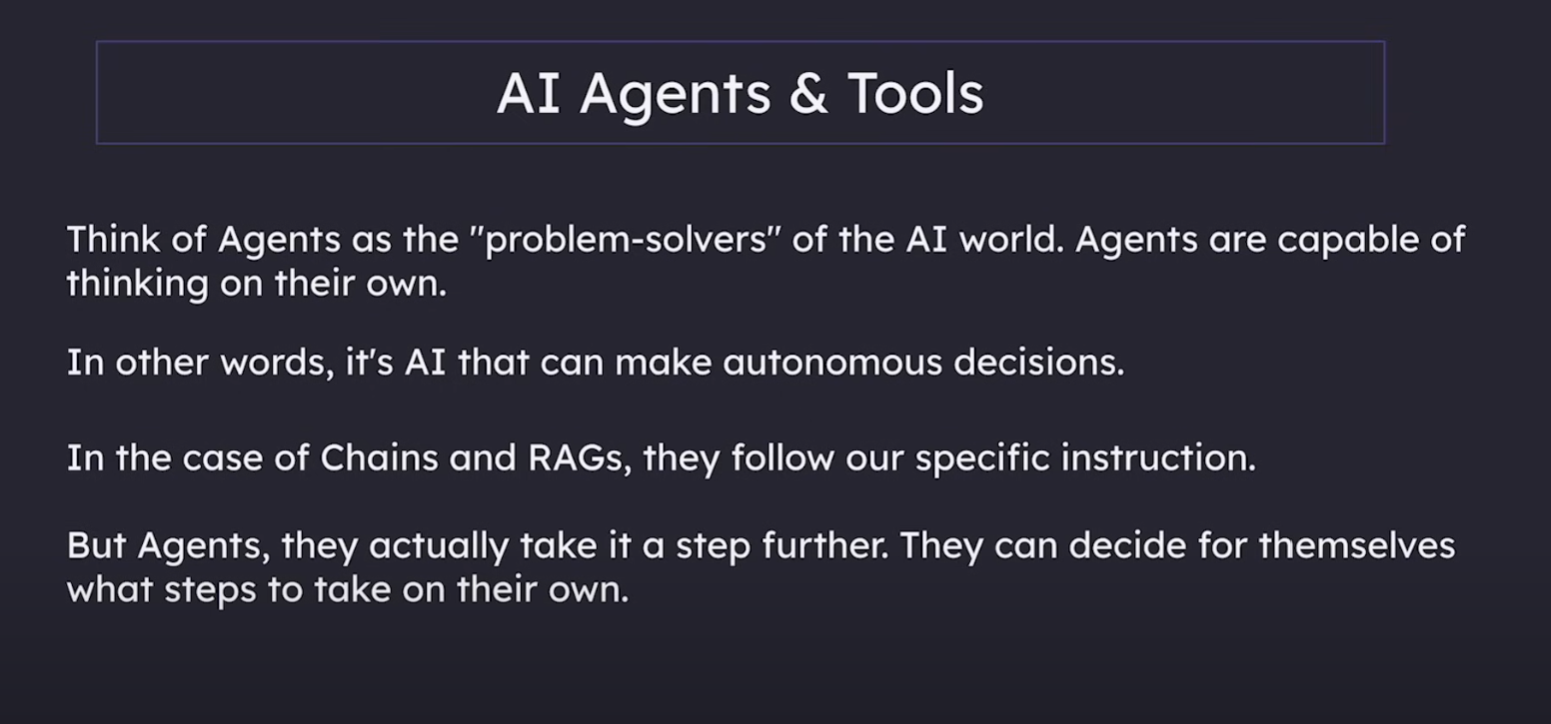 AI Agents & Tools
Think of Agents as the "problem-solvers" of the AI world. Agents are capable of
thinking on their own.
In other words, it's AI that can make autonomous decisions.
In the case of Chains and RAGs, they follow our specific instruction.
But Agents, they actually take it a step further. They can decide for themselves
what steps to take on their own.